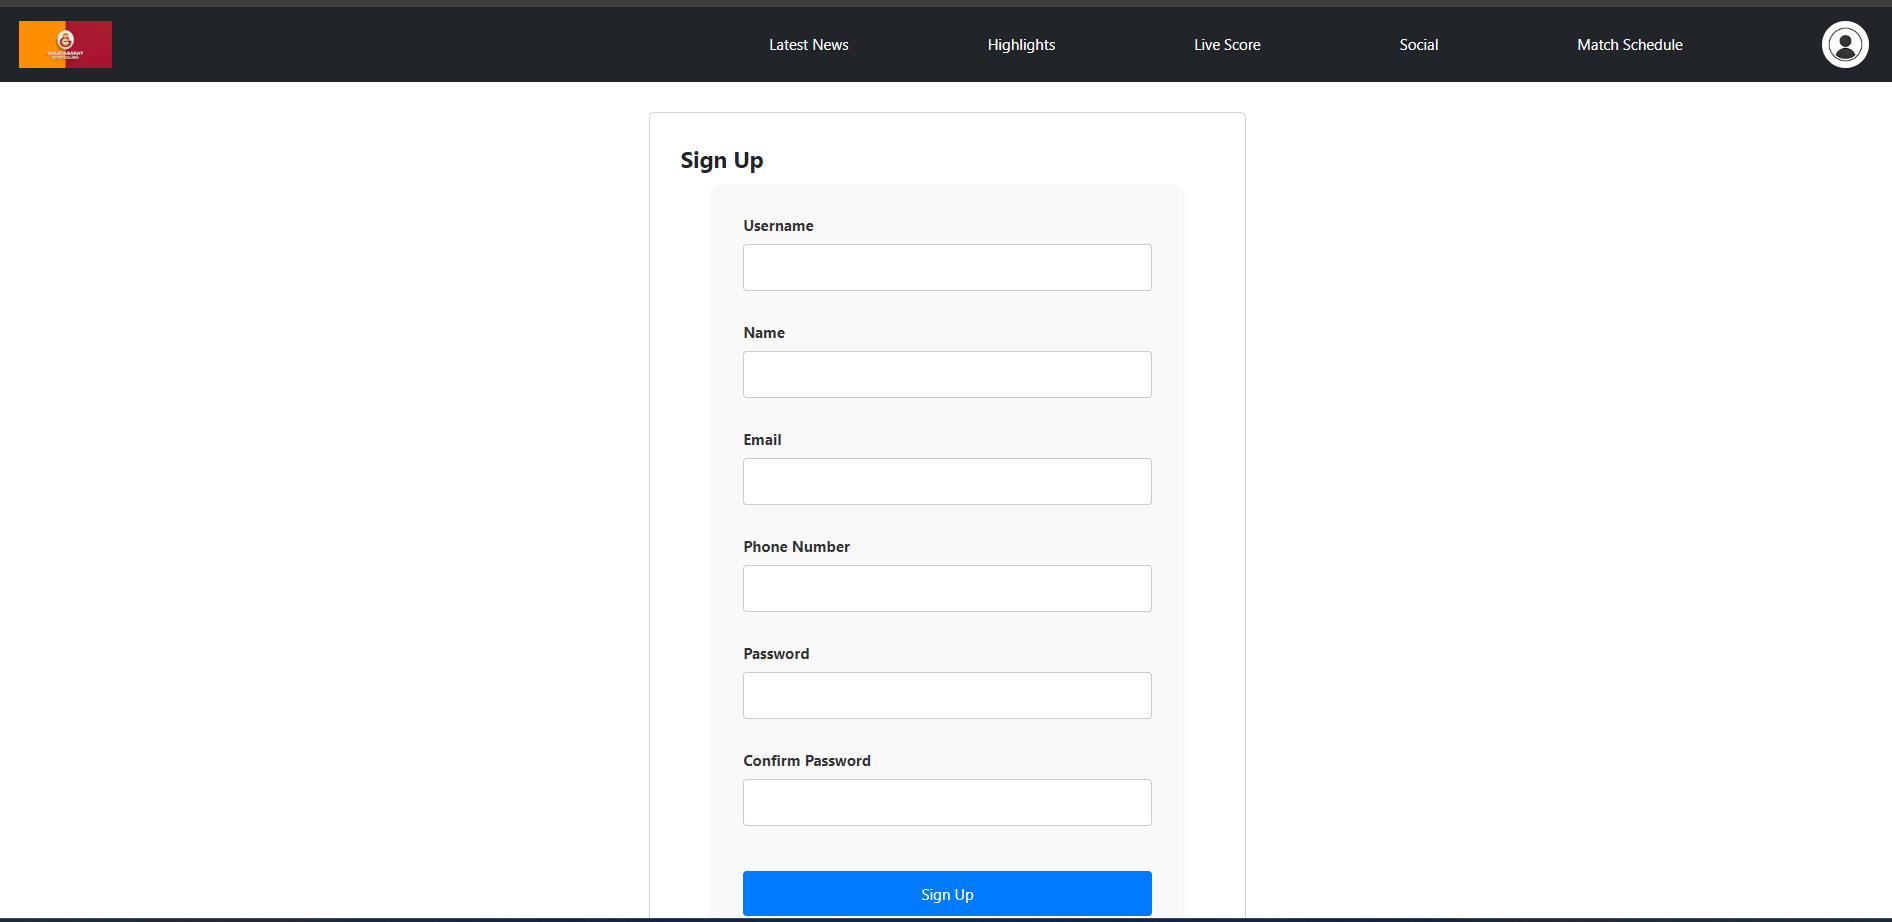 GALATASARAY
Latest News
Highlights
Live Score
Social
Match Schedule
Sign Up
Username
Name
Email
Phone Number
Password
Confirm Password
Sign Up